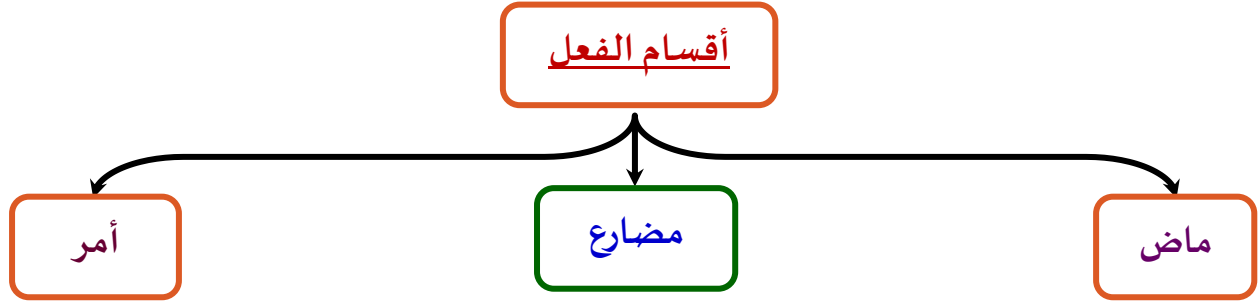 أقسام الفعل
ماض
مضارع
أمر